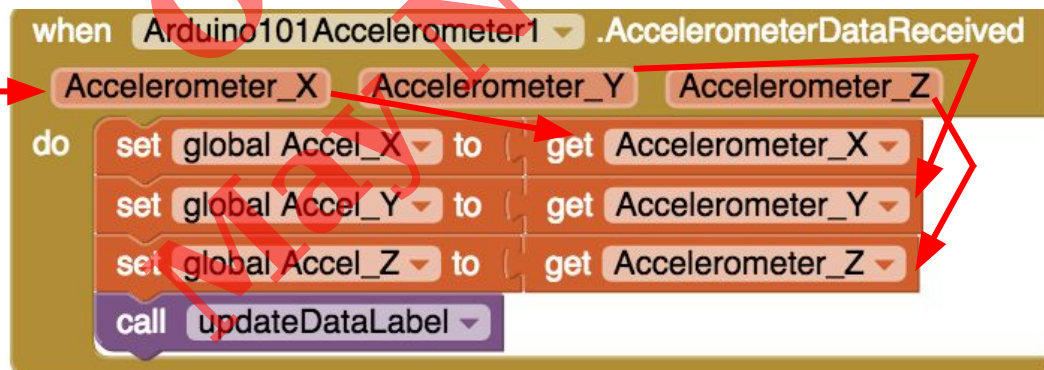 when Arduino101Accelerometer1 .AccelerometerDataReceived
Accelerometer_X Accelerometer_Y Accelerometer_Z
do set global Accel_X to get Accelerometer_X
set global Accel_Y to get Accelerometer_Y
set global Accel_Z to get Accelerometer_Z
call updateDataLabel